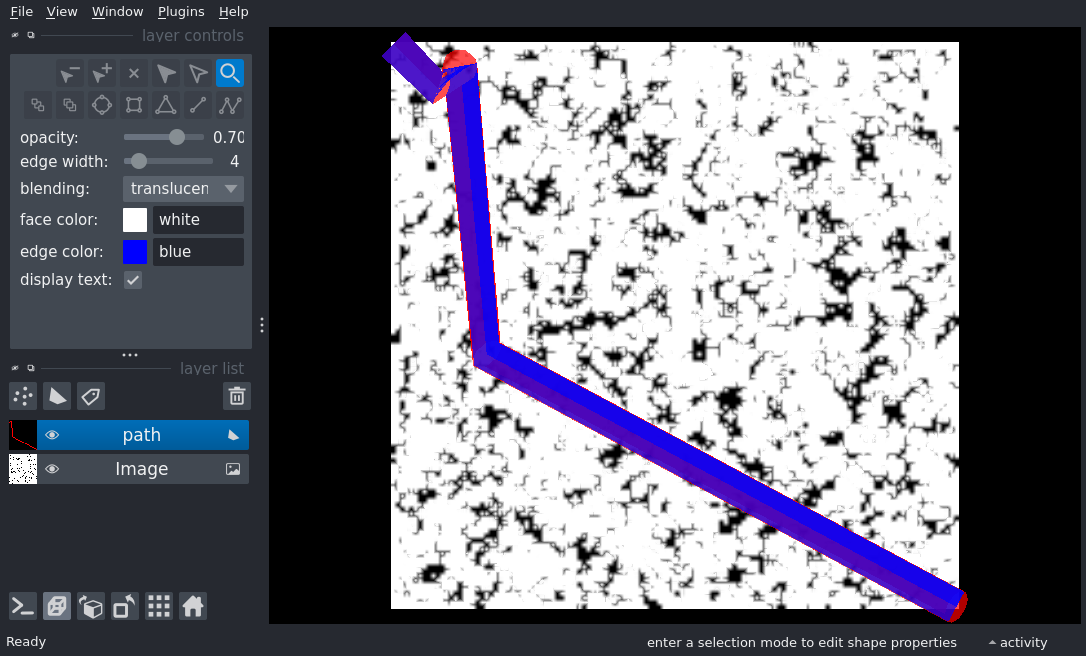 File View Window Plugins Help
layer controls
opacity: 0.70
edge width: 4
blending: translucen
face color: white
edge color: blue
display text:
layer list
path
Image
Ready enter a selection mode to edit shape properties activity